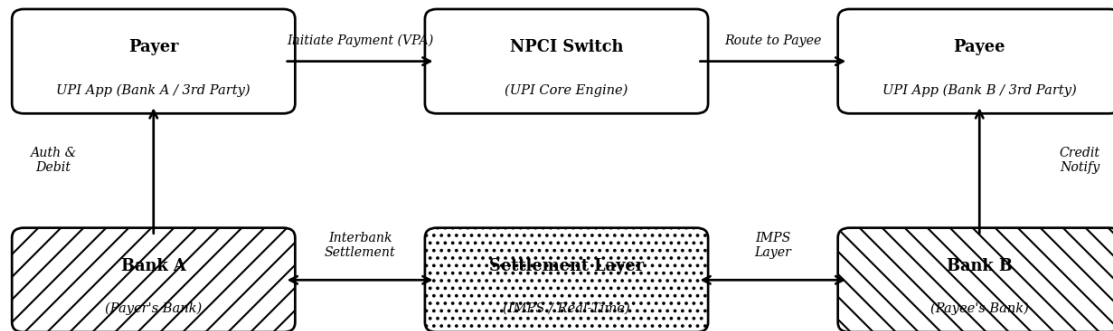 Payer
UPI App (Bank A / 3rd Party)
Initiate Payment (VPA)
NPCI Switch
(UPI Core Engine)
Route to Payee
Payee
UPI App (Bank B / 3rd Party)
Auth &
Debit
Credit
Notify
Bank A
(Payer's Bank)
Interbank
Settlement
Settlement Layer
(IMPS / Real-Time)
IMPS
Layer
Bank B
(Payee's Bank)